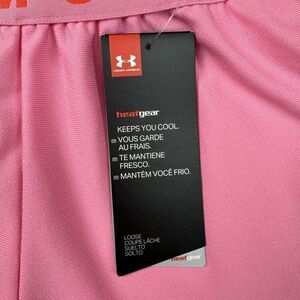 UNDER ARMOUR
heatgear
KEEPS YOU COOL.
VOUS GARDE
AU FRAIS.
TE MANTIENE
FRESCO.
MANTÉM VOCÊ FRIO.
LOOSE
COUPE LÂCHE
SUELTO
SOLTO
heatgear